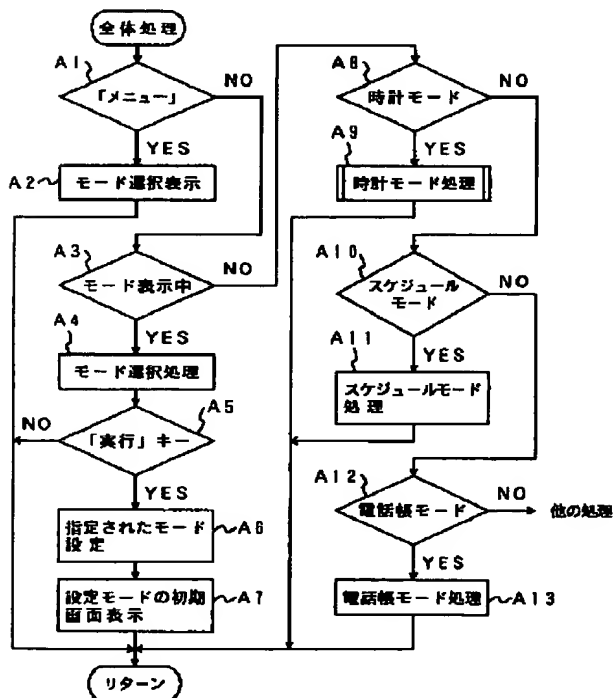 全体処理
A1
「メニュー」
NO
YES
A2
モード選択表示
A3
モード表示中
NO
YES
A4
モード選択処理
A5
「実行」キー
NO
YES
指定されたモード
設定
A6
設定モードの初期
画面表示
A7
リターン
A8
時計モード
NO
YES
A9
時計モード処理
A10
スケジュール
モード
NO
YES
A11
スケジュールモード
処理
A12
電話帳モード
NO
他の処理
YES
電話帳モード処理
A13